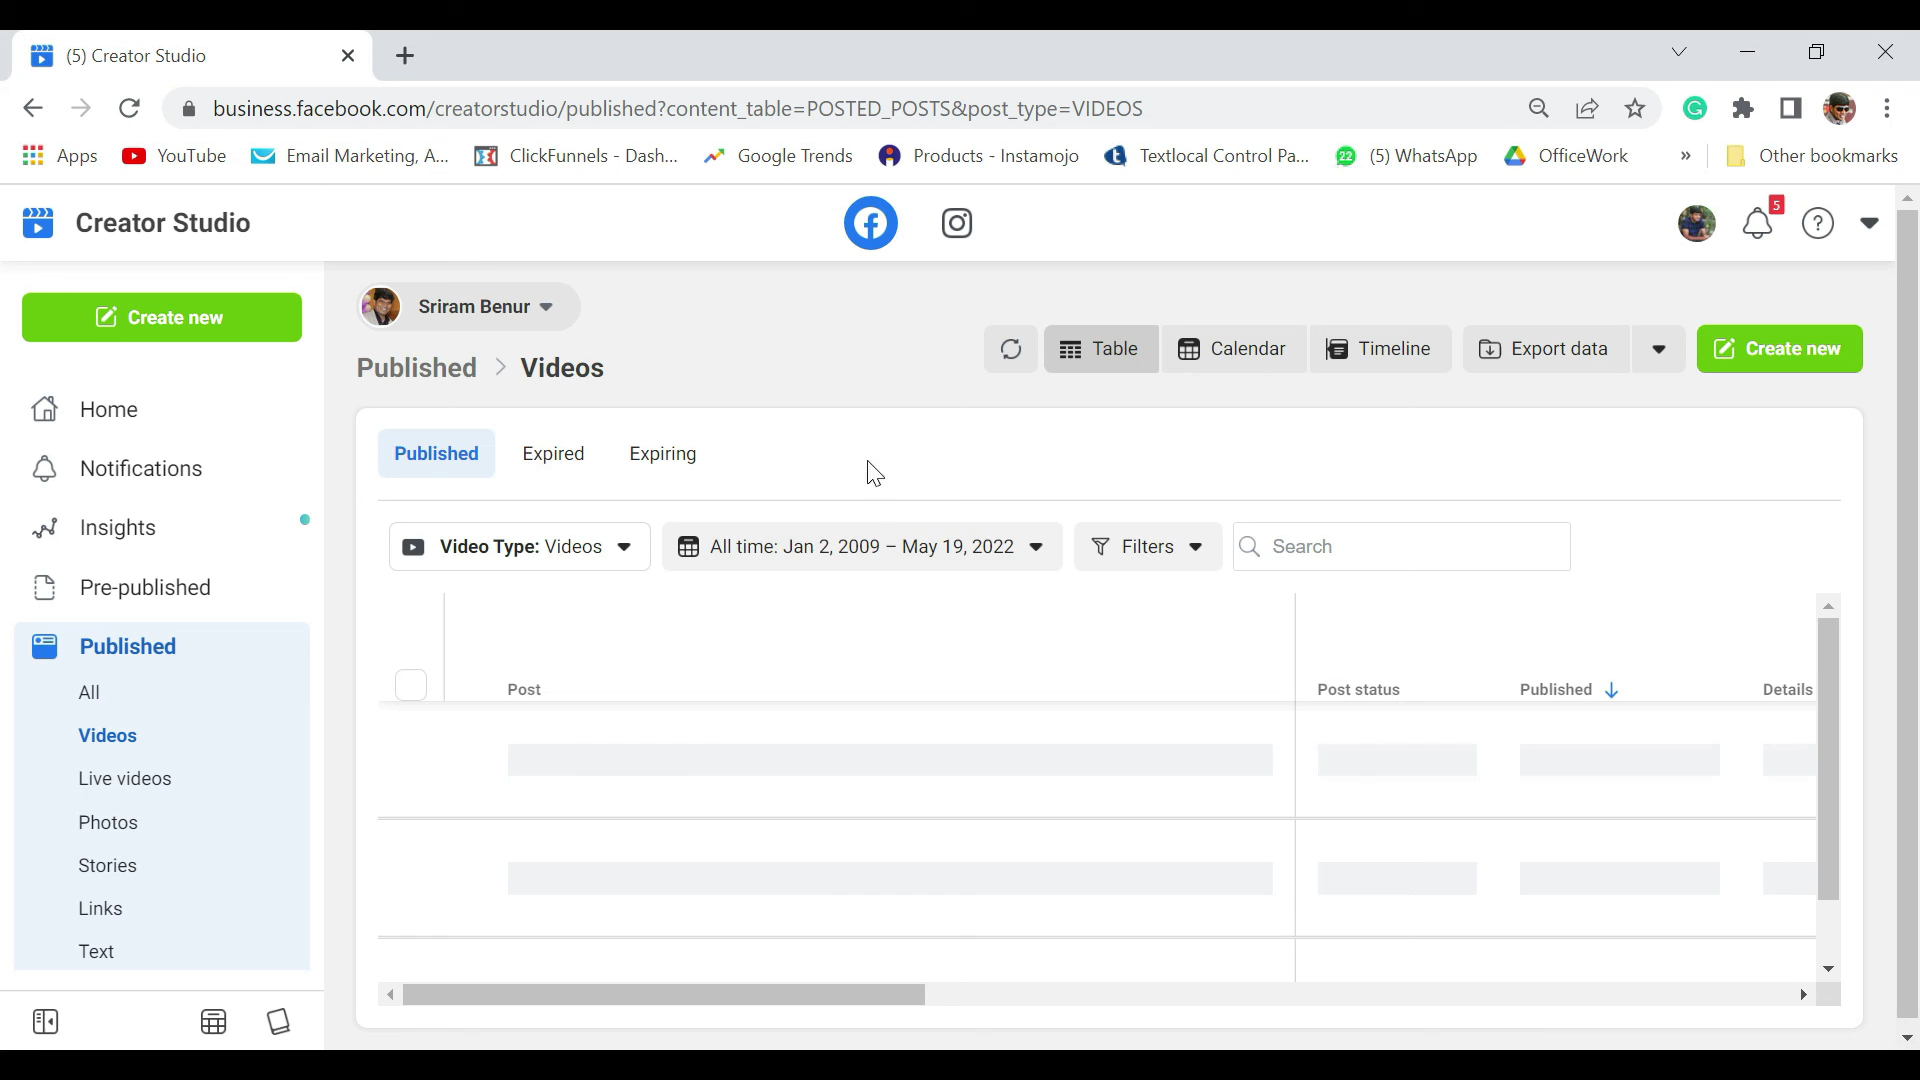 (5) Creator Studio
business.facebook.com/creatorstudio/published?content_table=POSTED_POSTS&post_type=VIDEOS
Apps YouTube Email Marketing, A... ClickFunnels - Dash... Google Trends Products - Instamojo Textlocal Control Pa... 22 (5) WhatsApp OfficeWork » Other bookmarks
Creator Studio 5
Create new
Sriram Benur
Published > Videos
Table Calendar Timeline Export data Create new
Home
Notifications
Insights
Pre-published
Published
All
Videos
Live videos
Photos
Stories
Links
Text
Published Expired Expiring
Video Type: Videos All time: Jan 2, 2009 – May 19, 2022 Filters Search
Post Post status Published Details